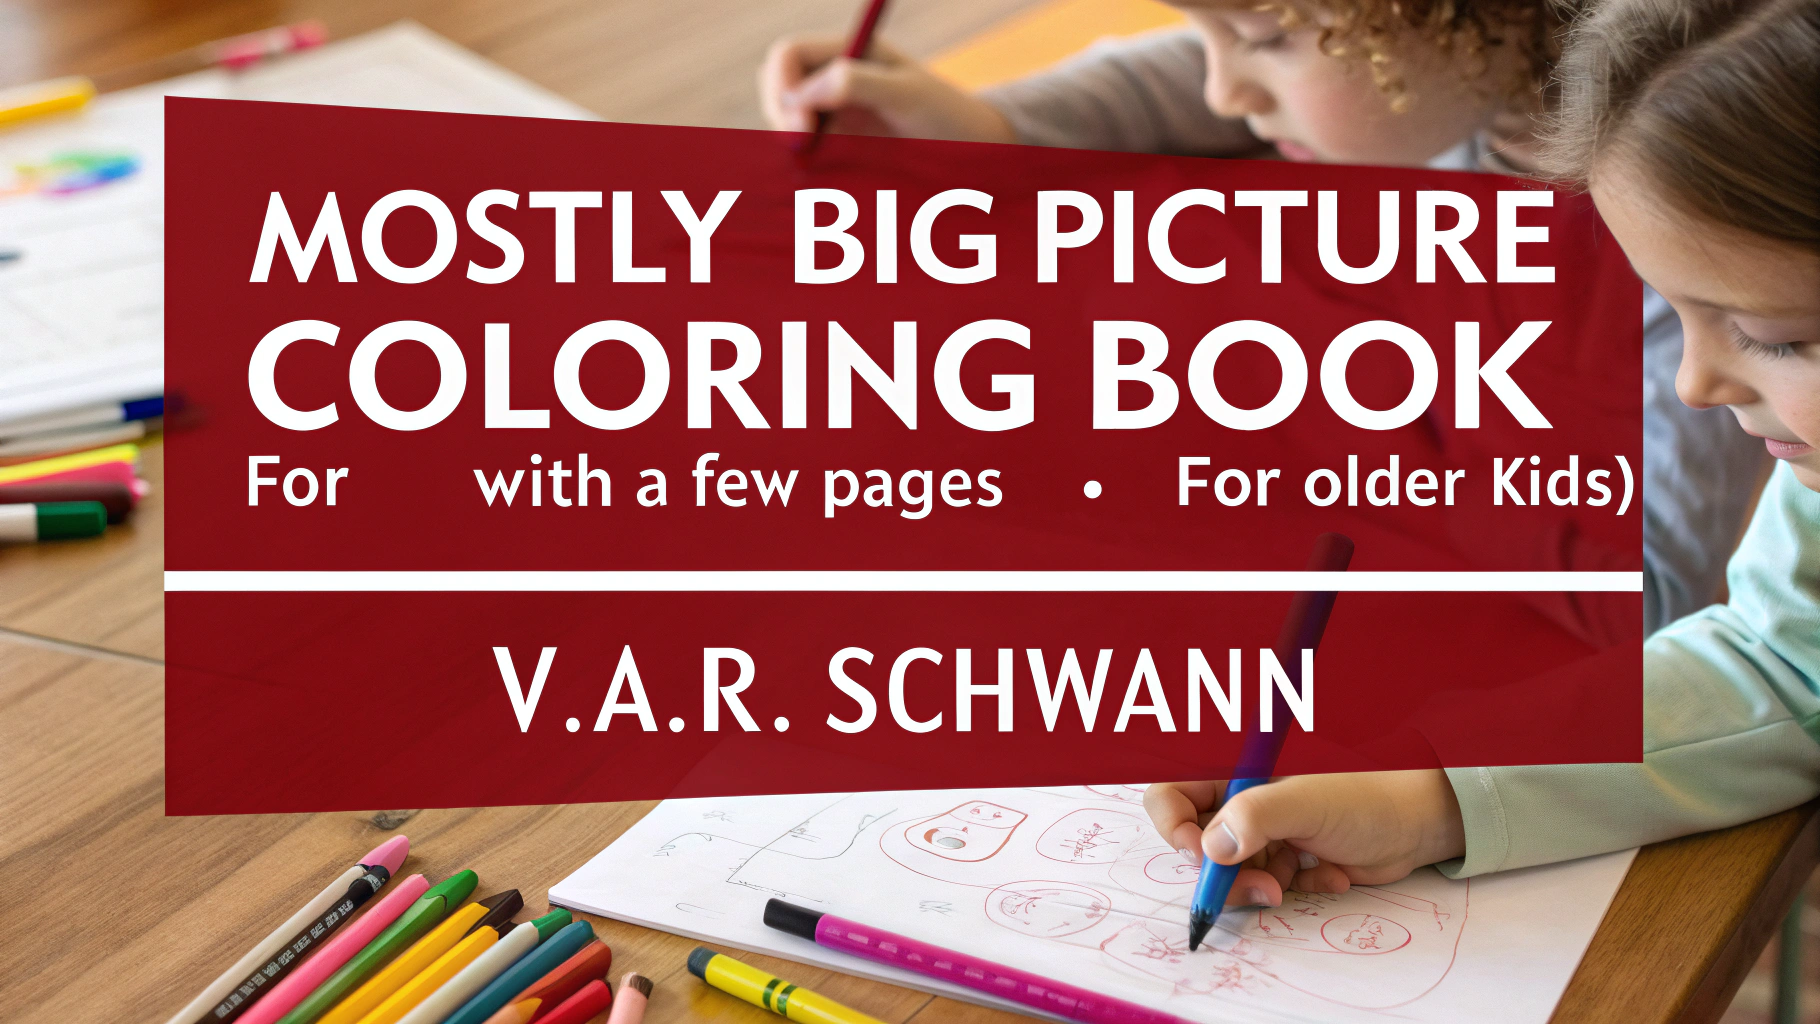 MOSTLY BIG PICTURE
COLORING BOOK
For with a few pages • For older Kids)
V.A.R. SCHWANN